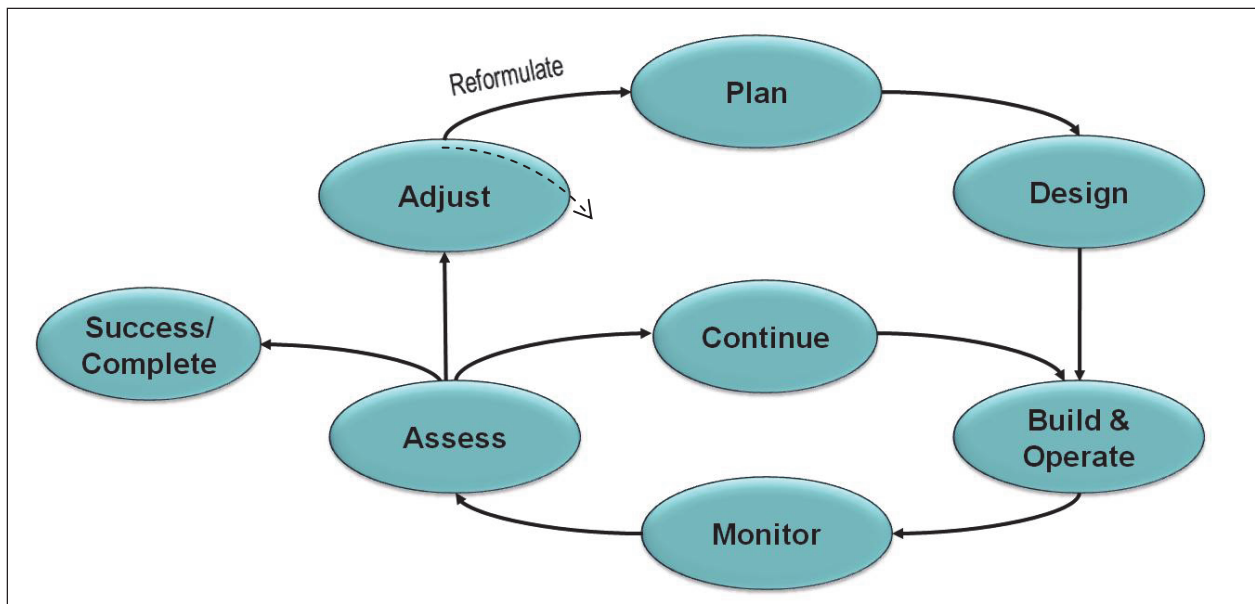 Reformulate
Plan
Adjust
Design
Success/
Complete
Continue
Assess
Build &
Operate
Monitor